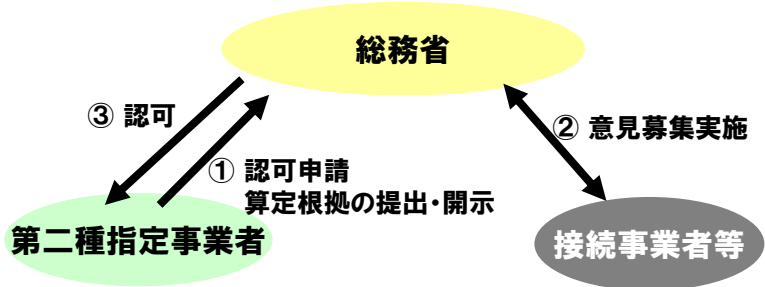 総務省
③ 認可
② 意見募集実施
① 認可申請
算定根拠の提出・開示
第二種指定事業者
接続事業者等